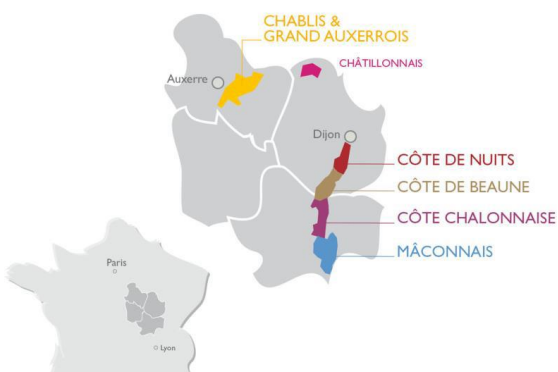 CHABLIS &
GRAND AUXERROIS
CHÂTILLONNAIS
Auxerre
Dijon
CÔTE DE NUITS
CÔTE DE BEAUNE
CÔTE CHALONNAISE
MÂCONNAIS
Paris
Lyon